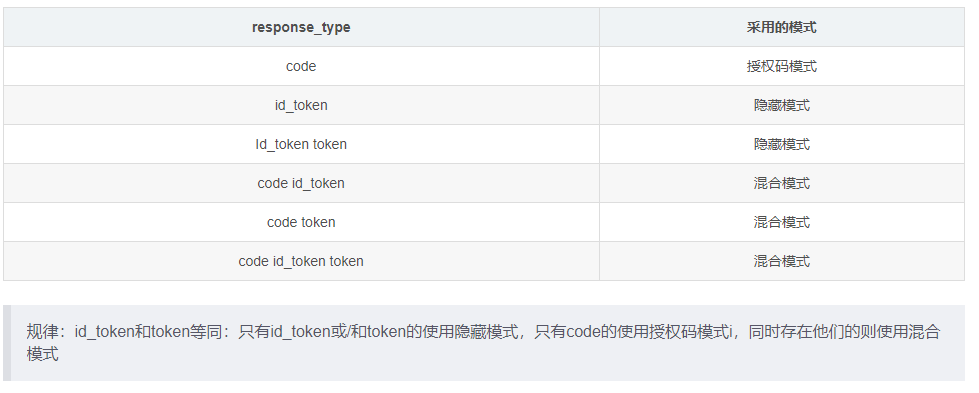 response_type 采用的模式
code 授权码模式
id_token 隐藏模式
Id_token token 隐藏模式
code id_token 混合模式
code token 混合模式
code id_token token 混合模式
规律：id_token和token等同：只有id_token或/和token的使用隐藏模式，只有code的使用授权码模式i，同时存在他们的则使用混合
模式